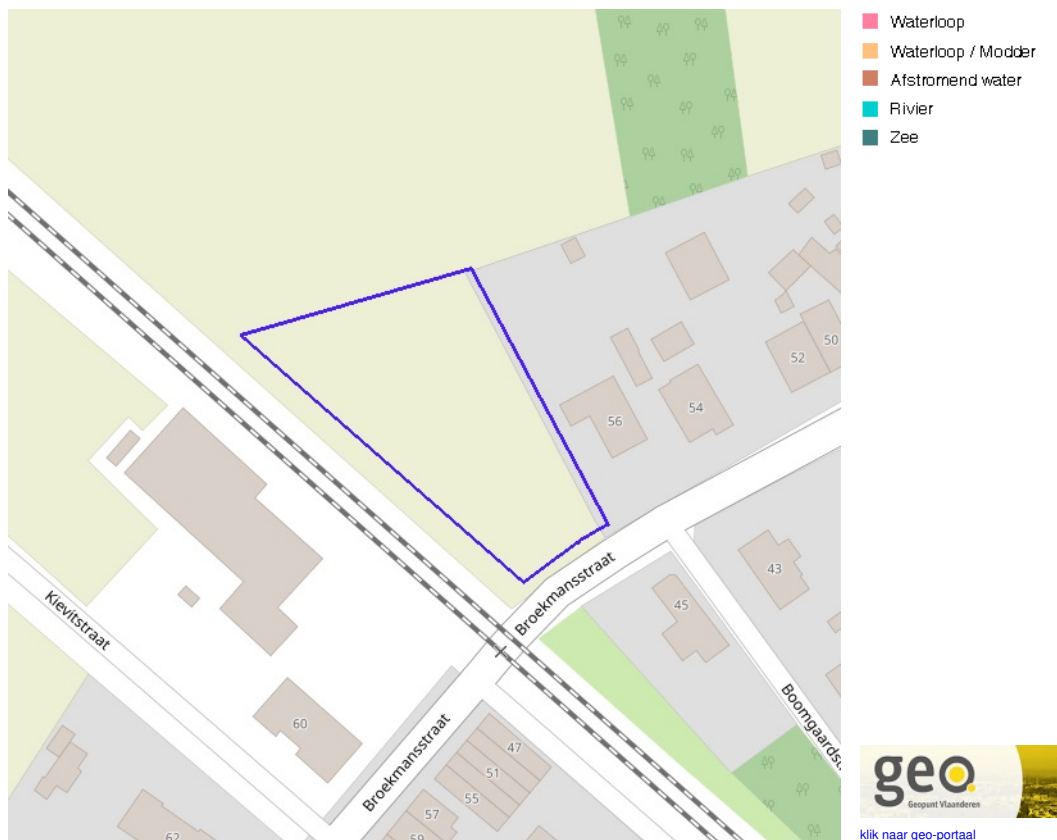 Waterloop
Waterloop / Modder
Afstromend water
Rivier
Zee
50
52
54
56
Broekmansstraat
43
45
Kievitstraat
60
Broekmansstraat
47
51
55
57
59
62
geo
Geopunt Vlaanderen
klik naar geo-portaal